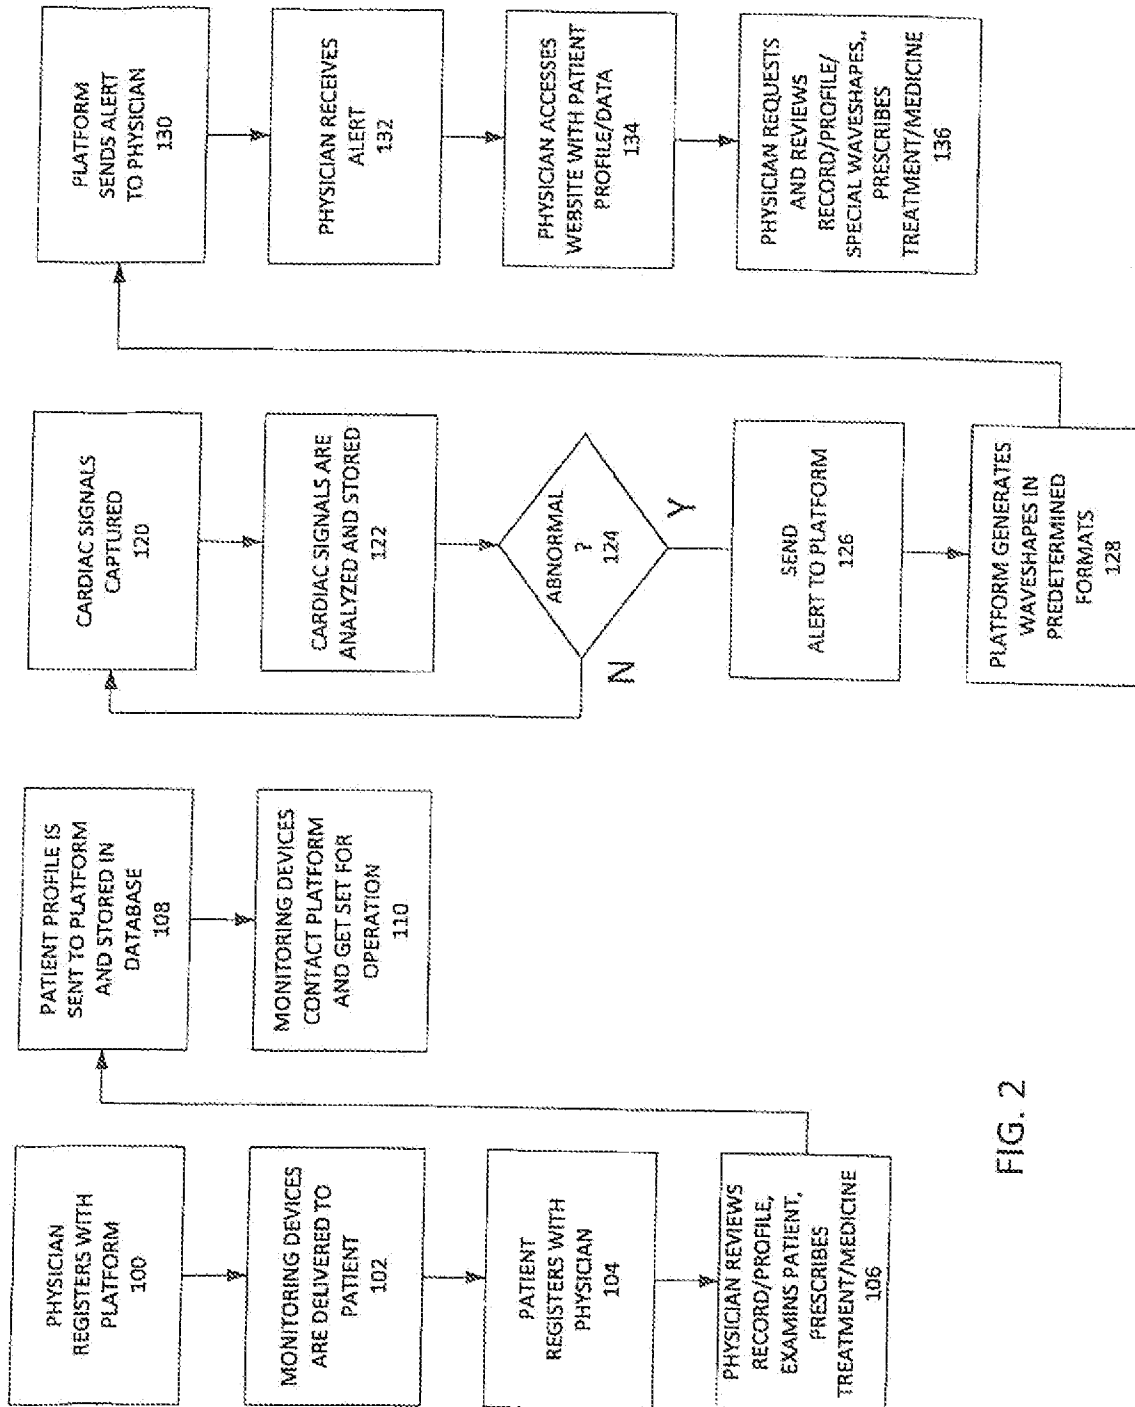 PHYSICIAN
REGISTERS WITH
PLATFORM
100
MONITORING DEVICES
ARE DELIVERED TO
PATIENT
102
PATIENT
REGISTERS WITH
PHYSICIAN
104
PHYSICIAN REVIEWS
RECORD/PROFILE,
EXAMINS PATIENT,
PRESCRIBES
TREATMENT/MEDICINE
106
PATIENT PROFILE IS
SENT TO PLATFORM
AND STORED IN
DATABASE
108
MONITORING DEVICES
CONTACT PLATFORM
AND GET SET FOR
OPERATION
110
CARDIAC SIGNALS
CAPTURED
120
CARDIAC SIGNALS ARE
ANALYZED AND STORED
122
ABNORMAL
?
124
N
Y
SEND
ALERT TO PLATFORM
126
PLATFORM GENERATES
WAVESHAPES IN
PREDETERMINED
FORMATS
128
PLATFORM
SENDS ALERT
TO PHYSICIAN
130
PHYSICIAN RECEIVES
ALERT
132
PHYSICIAN ACCESSES
WEBSITE WITH PATIENT
PROFILE/DATA
134
PHYSICIAN REQUESTS
AND REVIEWS
RECORD/PROFILE/
SPECIAL WAVESHAPES,,
PRESCRIBES
TREATMENT/MEDICINE
136
FIG. 2